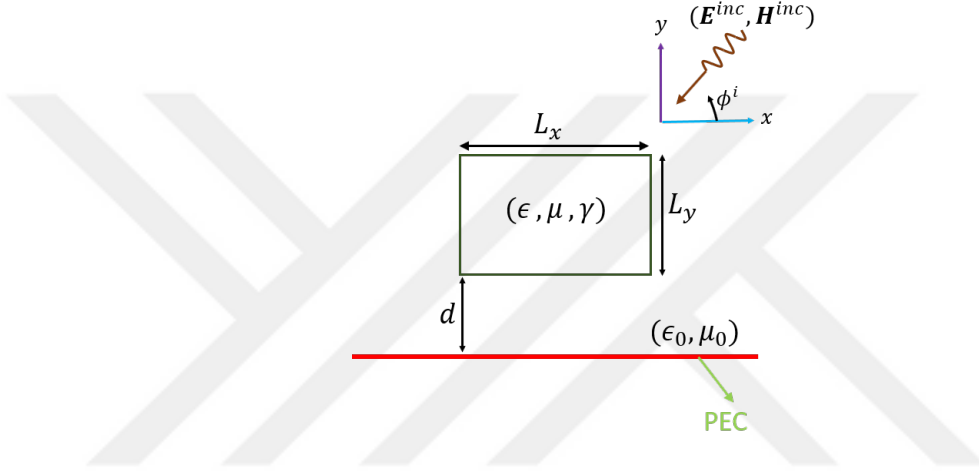 (E^inc, H^inc)
y
ϕ^i
x
L_x
(ϵ, μ, γ)
L_y
d
(ϵ_0, μ_0)
PEC